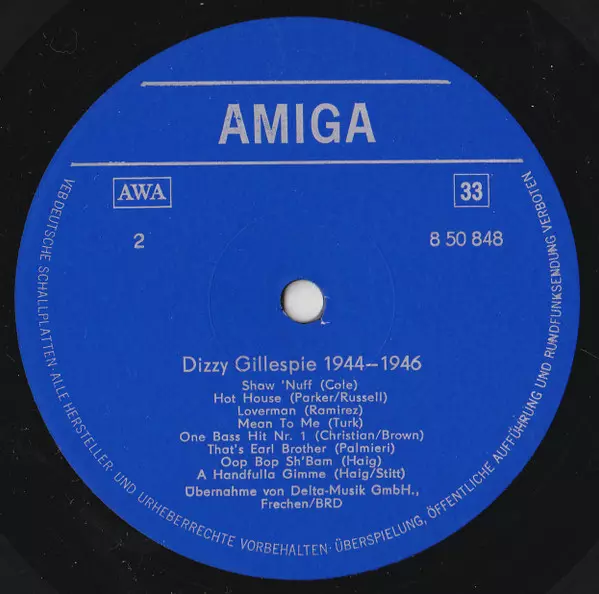 AMIGA
AWA
33
2
8 50 848
Dizzy Gillespie 1944–1946
Shaw 'Nuff (Cole)
Hot House (Parker/Russell)
Loverman (Ramirez)
Mean To Me (Turk)
One Bass Hit Nr. 1 (Christian/Brown)
That's Earl Brother (Palmieri)
Oop Bop Sh'Bam (Haig)
A Handfulla Gimme (Haig/Stitt)
Übernahme von Delta-Musik GmbH.,
Frechen/BRD
VEB DEUTSCHE SCHALLPLATTEN · ALLE HERSTELLER- UND URHEBERRECHTE VORBEHALTEN · ÜBERSPIELUNG, ÖFFENTLICHE AUFFÜHRUNG UND RUNDFUNKSENDUNG VERBOTEN